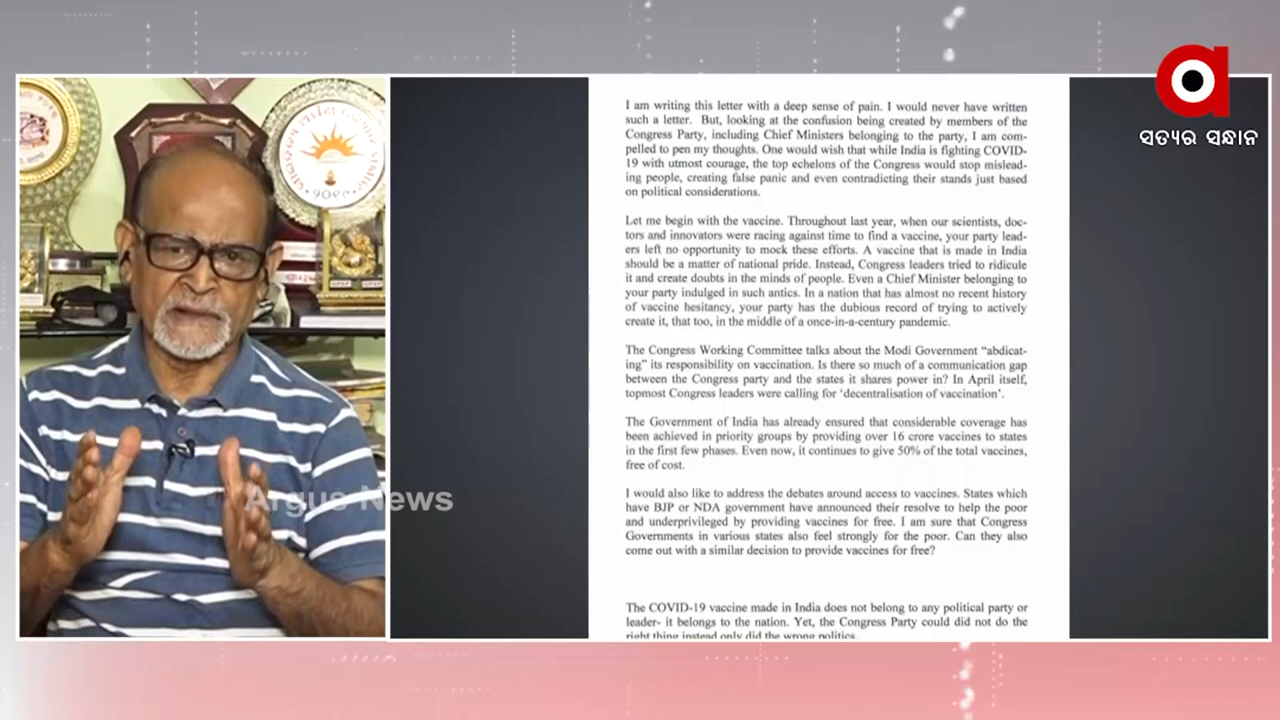 ସତ୍ୟର ସନ୍ଧାନ
I am writing this letter with a deep sense of pain. I would never have written
such a letter. But, looking at the confusion being created by members of the
Congress Party, including Chief Ministers belonging to the party, I am com-
pelled to pen my thoughts. One would wish that while India is fighting COVID-
19 with utmost courage, the top echelons of the Congress would stop mislead-
ing people, creating false panic and even contradicting their stands just based
on political considerations.
Let me begin with the vaccine. Throughout last year, when our scientists, doc-
tors and innovators were racing against time to find a vaccine, your party lead-
ers left no opportunity to mock these efforts. A vaccine that is made in India
should be a matter of national pride. Instead, Congress leaders tried to ridicule
it and create doubts in the minds of people. Even a Chief Minister belonging to
your party indulged in such antics. In a nation that has almost no recent history
of vaccine hesitancy, your party has the dubious record of trying to actively
create it, that too, in the middle of a once-in-a-century pandemic.
The Congress Working Committee talks about the Modi Government “abdicat-
ing” its responsibility on vaccination. Is there so much of a communication gap
between the Congress party and the states it shares power in? In April itself,
topmost Congress leaders were calling for ‘decentralisation of vaccination’.
The Government of India has already ensured that considerable coverage has
been achieved in priority groups by providing over 16 crore vaccines to states
in the first few phases. Even now, it continues to give 50% of the total vaccines,
free of cost.
I would also like to address the debates around access to vaccines. States which
have BJP or NDA government have announced their resolve to help the poor
and underprivileged by providing vaccines for free. I am sure that Congress
Governments in various states also feel strongly for the poor. Can they also
come out with a similar decision to provide vaccines for free?
The COVID-19 vaccine made in India does not belong to any political party or
leader- it belongs to the nation. Yet, the Congress Party could did not do the
right thing instead only did the wrong politics.
Argus News